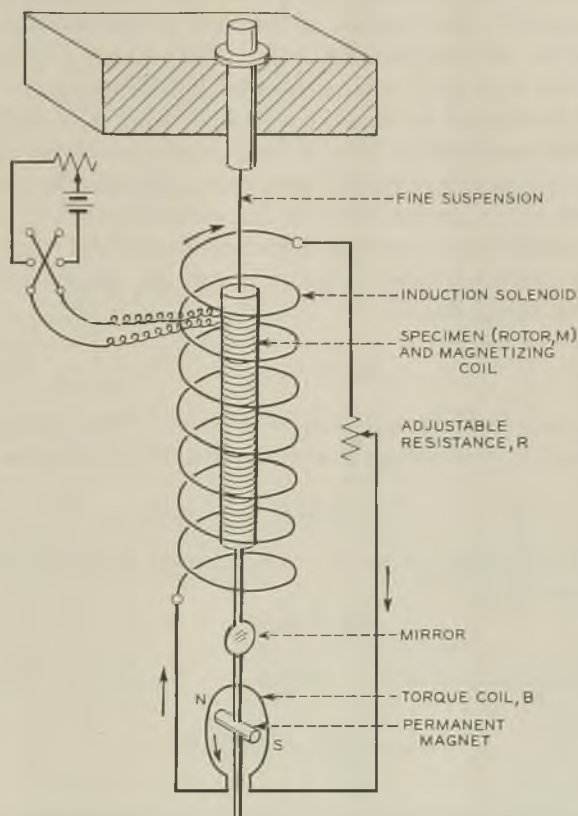 FINE SUSPENSION
INDUCTION SOLENOID
SPECIMEN (ROTOR, M)
AND MAGNETIZING
COIL
ADJUSTABLE
RESISTANCE, R
MIRROR
TORQUE COIL, B
N
PERMANENT
MAGNET
S